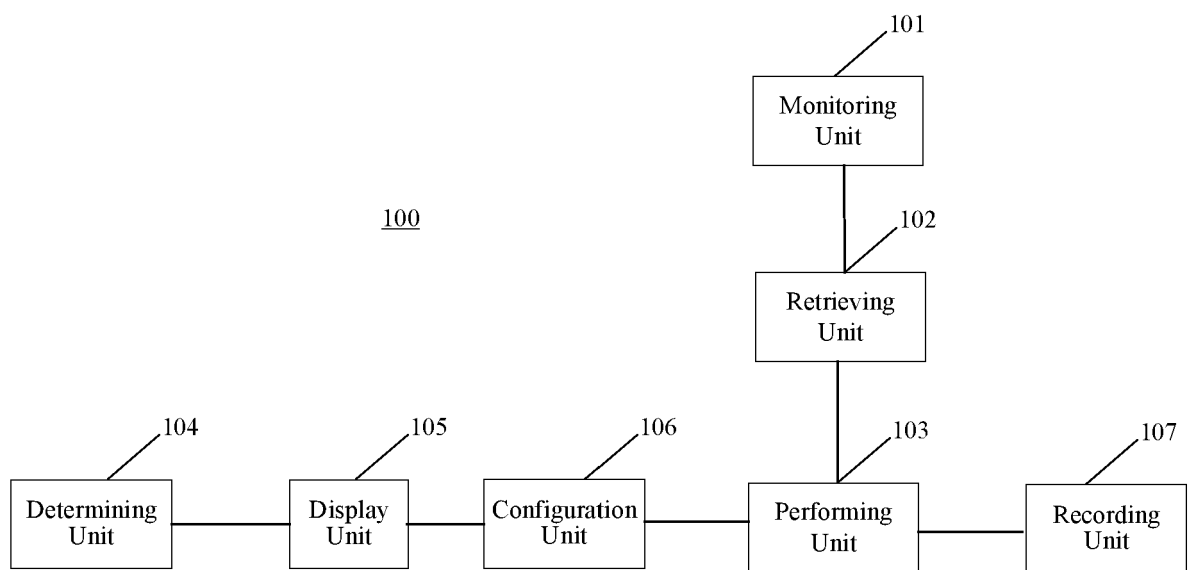 101
Monitoring
Unit
100
102
Retrieving
Unit
104
105
106
103
107
Determining
Unit
Display
Unit
Configuration
Unit
Performing
Unit
Recording
Unit